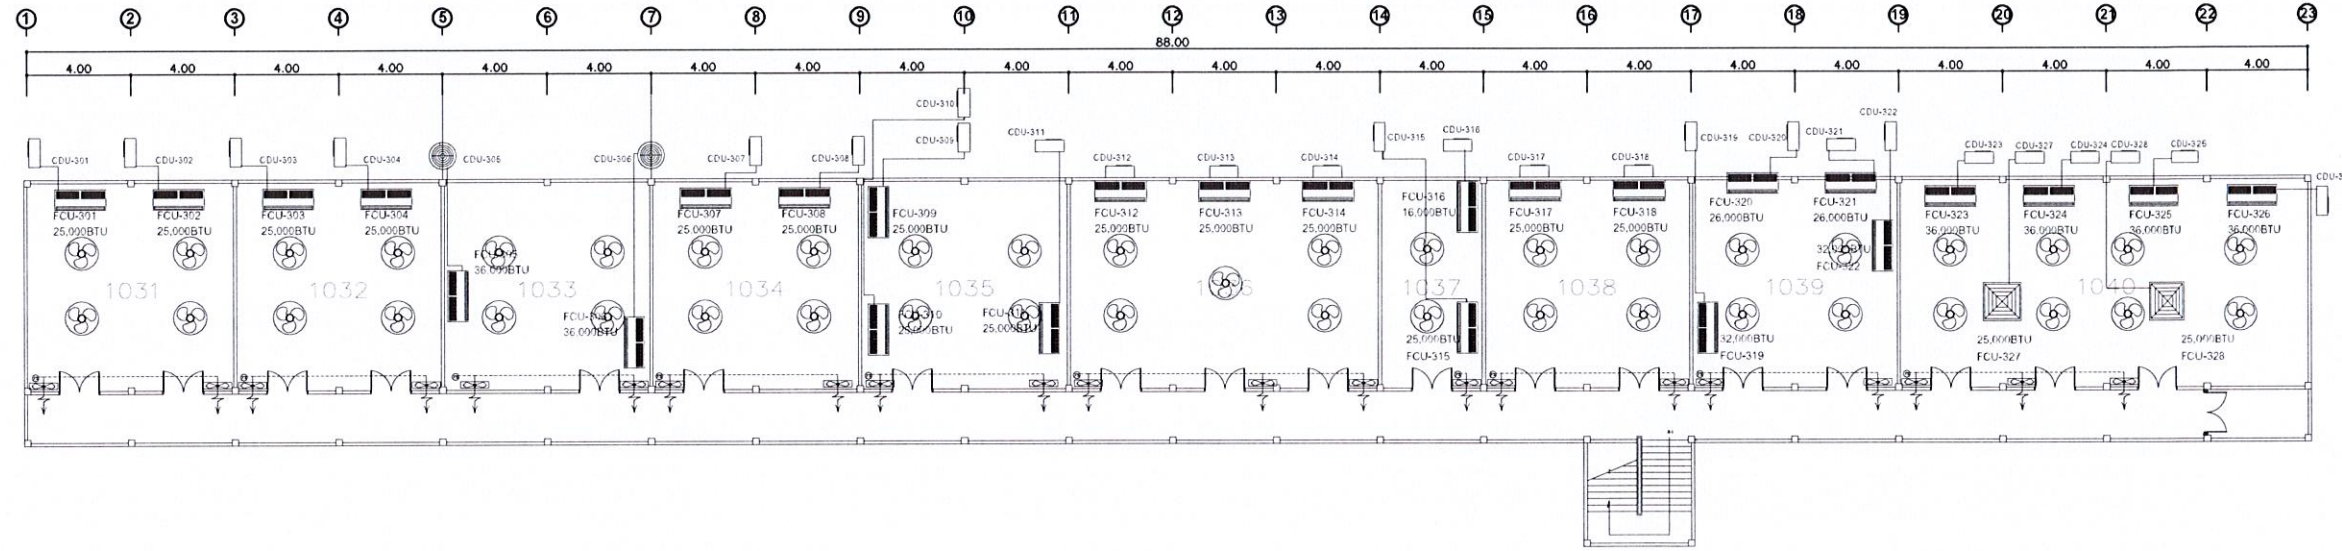 1 2 3 4 5 6 7 8 9 10 11 12 13 14 15 16 17 18 19 20 21 22 23
88.00
4.00 4.00 4.00 4.00 4.00 4.00 4.00 4.00 4.00 4.00 4.00 4.00 4.00 4.00 4.00 4.00 4.00 4.00 4.00 4.00 4.00 4.00
CDU-310
CDU-309
CDU-311
CDU-315
CDU-316
CDU-319
CDU-320
CDU-321
CDU-322
CDU-301
CDU-302
CDU-303
CDU-304
CDU-305
CDU-306
CDU-307
CDU-308
CDU-312
CDU-313
CDU-314
CDU-317
CDU-318
CDU-323
CDU-327
CDU-324
CDU-328
CDU-325
FCU-301
25,000BTU
FCU-302
25,000BTU
FCU-303
25,000BTU
FCU-304
25,000BTU
36,000BTU
36,000BTU
FCU-307
25,000BTU
FCU-308
25,000BTU
FCU-309
25,000BTU
25,000BTU
FCU-312
25,000BTU
FCU-313
25,000BTU
FCU-314
25,000BTU
FCU-316
16,000BTU
25,000BTU
FCU-315
FCU-317
25,000BTU
FCU-318
25,000BTU
FCU-320
26,000BTU
FCU-321
26,000BTU
FCU-322
32,000BTU
FCU-319
FCU-323
36,000BTU
FCU-324
36,000BTU
FCU-325
36,000BTU
FCU-326
36,000BTU
25,000BTU
FCU-327
25,000BTU
FCU-328
1031
1032
1033
1034
1035
1037
1038
1039
1040